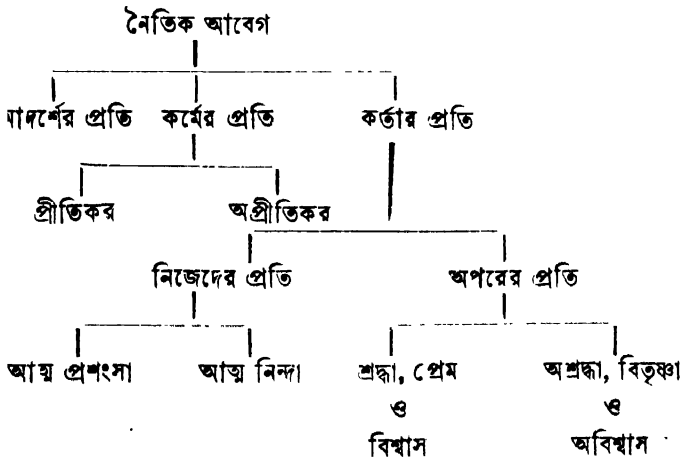 নৈতিক আবেগ
আদর্শের প্রতি কর্মের প্রতি কর্তার প্রতি
প্রীতিকর অপ্রীতিকর
নিজেদের প্রতি অপরের প্রতি
আত্ম প্রশংসা আত্ম নিন্দা শ্রদ্ধা, প্রেম অশ্রদ্ধা, বিতৃষ্ণা
ও ও
বিশ্বাস অবিশ্বাস